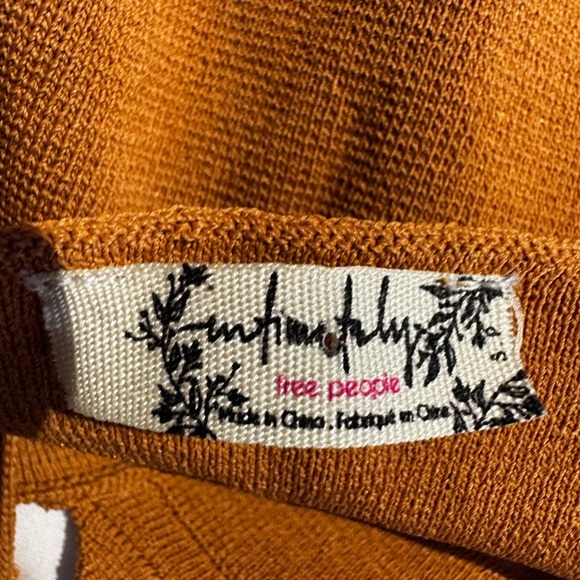 intimately
free people
Made in China . Fabriqué en Chine
S P